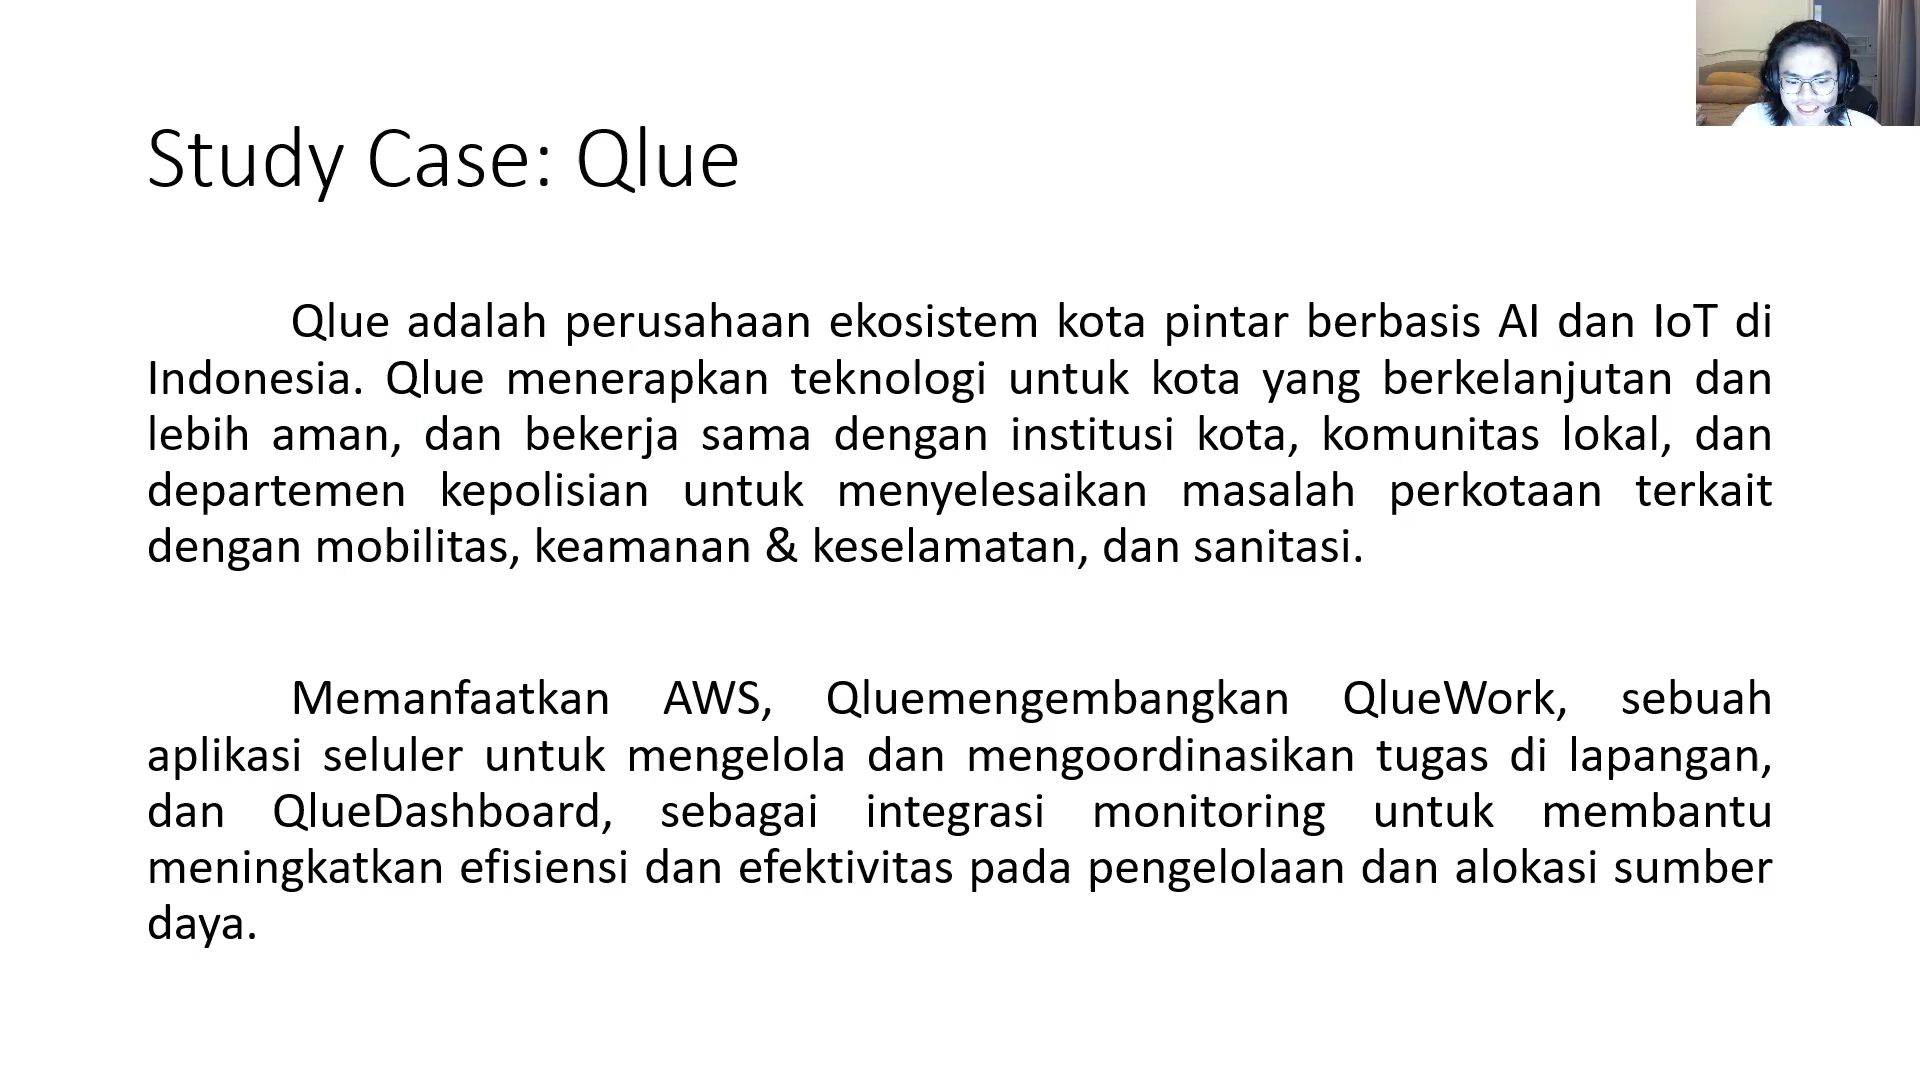 Study Case: Qlue
Qlue adalah perusahaan ekosistem kota pintar berbasis AI dan IoT di
Indonesia. Qlue menerapkan teknologi untuk kota yang berkelanjutan dan
lebih aman, dan bekerja sama dengan institusi kota, komunitas lokal, dan
departemen kepolisian untuk menyelesaikan masalah perkotaan terkait
dengan mobilitas, keamanan & keselamatan, dan sanitasi.
Memanfaatkan AWS, Qluemengembangkan QlueWork, sebuah
aplikasi seluler untuk mengelola dan mengoordinasikan tugas di lapangan,
dan QlueDashboard, sebagai integrasi monitoring untuk membantu
meningkatkan efisiensi dan efektivitas pada pengelolaan dan alokasi sumber
daya.